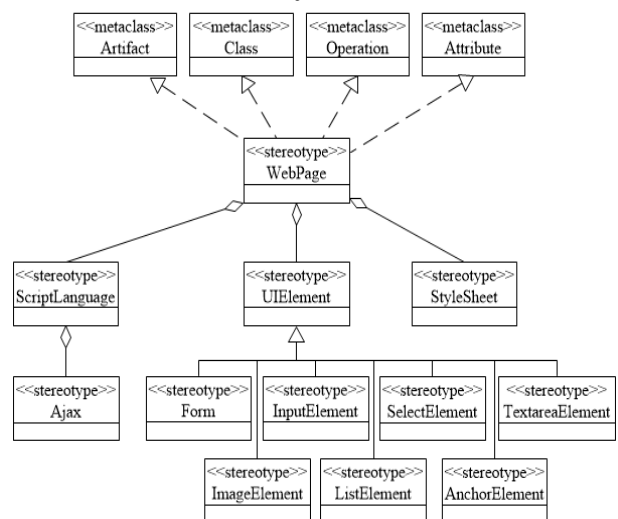 <<metaclass>>
Artifact
<<metaclass>>
Class
<<metaclass>>
Operation
<<metaclass>>
Attribute
<<stereotype>>
WebPage
<<stereotype>>
ScriptLanguage
<<stereotype>>
UIElement
<<stereotype>>
StyleSheet
<<stereotype>>
Ajax
<<stereotype>>
Form
<<stereotype>>
InputElement
<<stereotype>>
SelectElement
<<stereotype>>
TextareaElement
<<stereotype>>
ImageElement
<<stereotype>>
ListElement
<<stereotype>>
AnchorElement